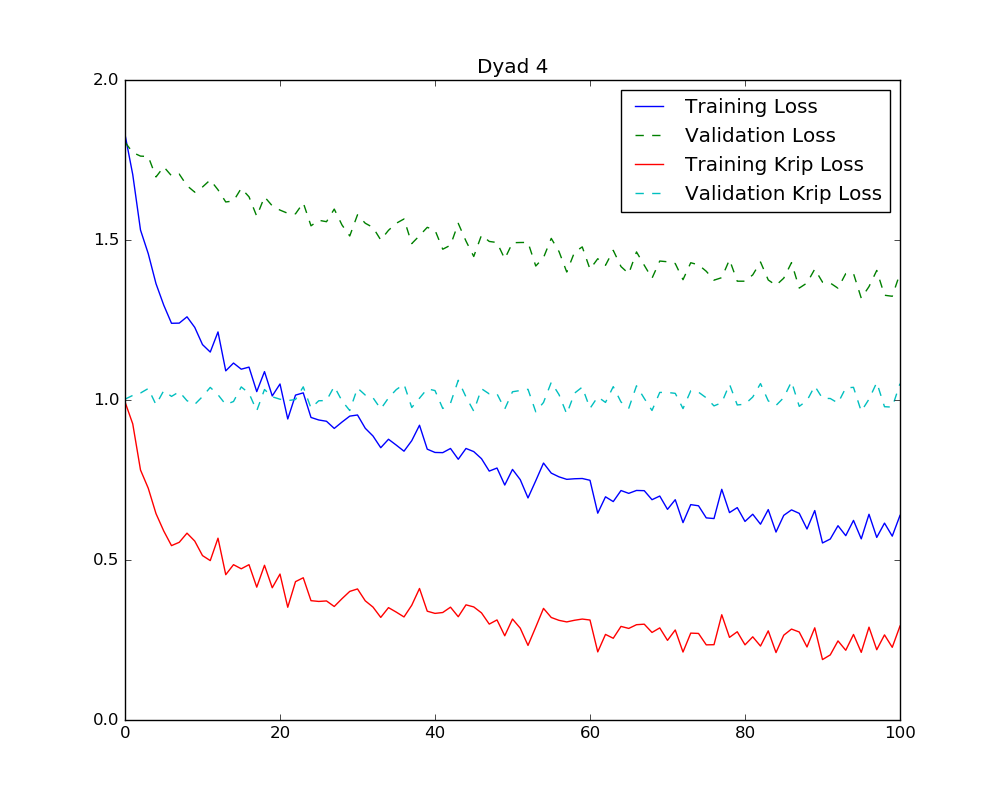 Dyad 4
2.0
1.5
1.0
0.5
0.0
0 20 40 60 80 100
Training Loss
Validation Loss
Training Krip Loss
Validation Krip Loss